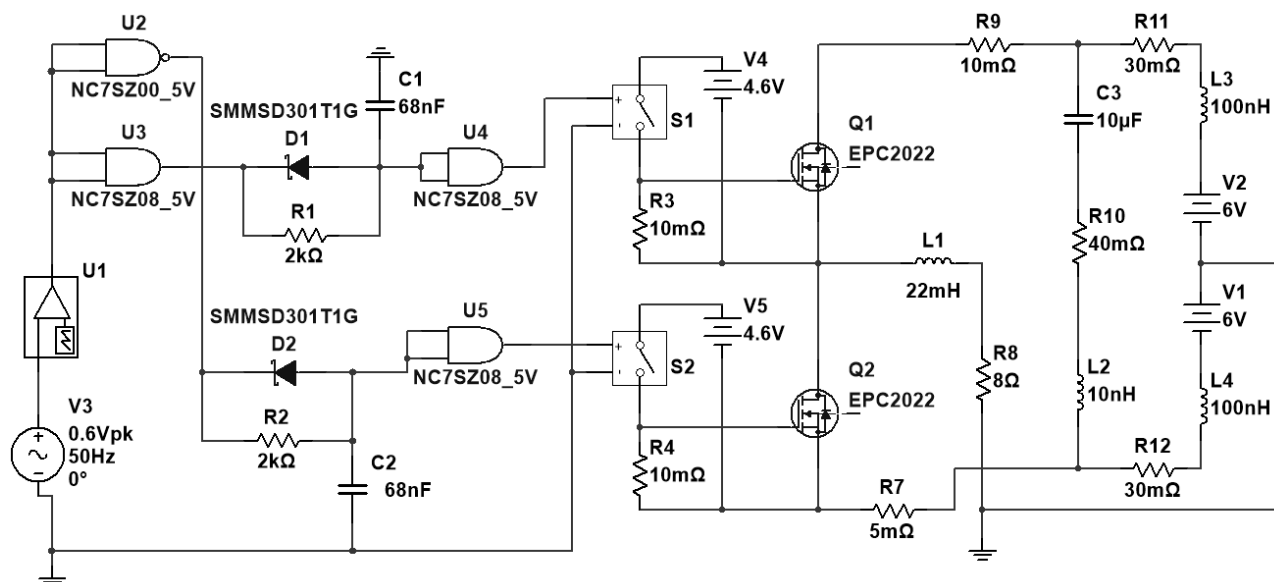 U2
NC7SZ00_5V
U3
NC7SZ08_5V
U1
V3
0.6Vpk
50Hz
0°
+
−
C1
68nF
SMMSD301T1G
D1
R1
2kΩ
U4
NC7SZ08_5V
SMMSD301T1G
D2
R2
2kΩ
C2
68nF
U5
NC7SZ08_5V
V4
4.6V
+
-
S1
R3
10mΩ
V5
4.6V
+
-
S2
R4
10mΩ
Q1
EPC2022
Q2
EPC2022
L1
22mH
R8
8Ω
R7
5mΩ
R9
10mΩ
R11
30mΩ
L3
100nH
C3
10µF
R10
40mΩ
V2
6V
V1
6V
L2
10nH
L4
100nH
R12
30mΩ